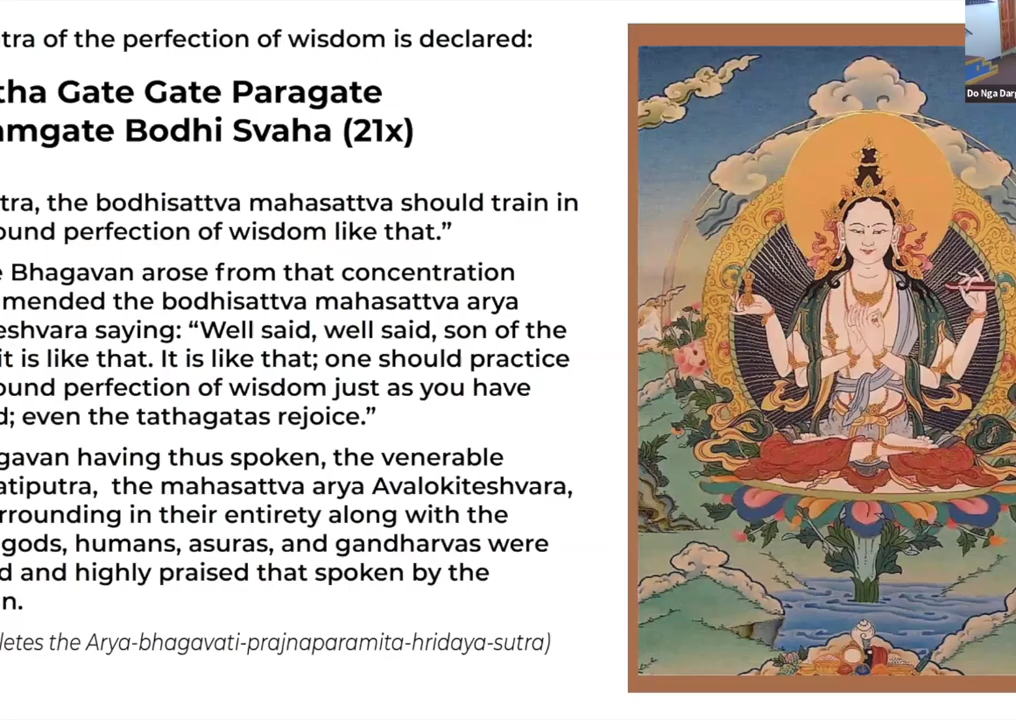 tra of the perfection of wisdom is declared:
tha Gate Gate Paragate
amgate Bodhi Svaha (21x)
tra, the bodhisattva mahasattva should train in
ound perfection of wisdom like that.”
e Bhagavan arose from that concentration
mended the bodhisattva mahasattva arya
eshvara saying: “Well said, well said, son of the
it is like that. It is like that; one should practice
ound perfection of wisdom just as you have
d; even the tathagatas rejoice.”
gavan having thus spoken, the venerable
atiputra, the mahasattva arya Avalokiteshvara,
rrounding in their entirety along with the
gods, humans, asuras, and gandharvas were
d and highly praised that spoken by the
n.
letes the Arya-bhagavati-prajnaparamita-hridaya-sutra)
Do Nga Darg